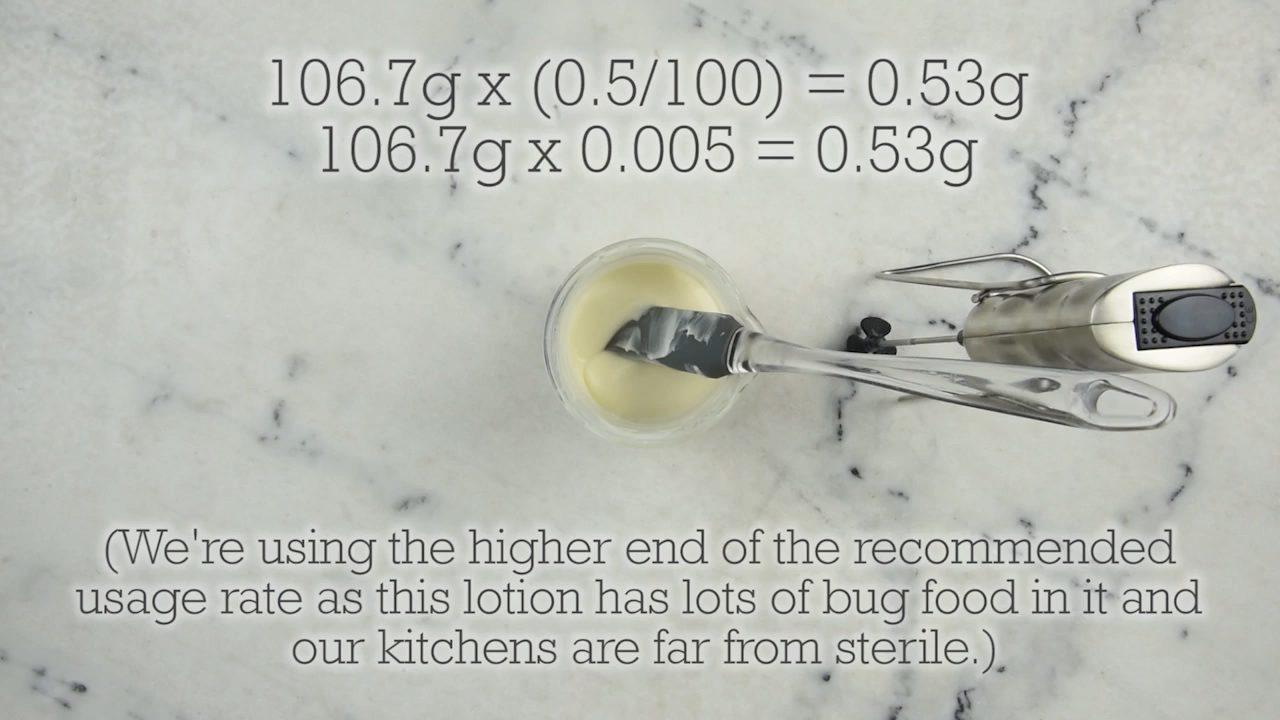 106.7g x (0.5/100) = 0.53g
106.7g x 0.005 = 0.53g
(We're using the higher end of the recommended
usage rate as this lotion has lots of bug food in it and
our kitchens are far from sterile.)